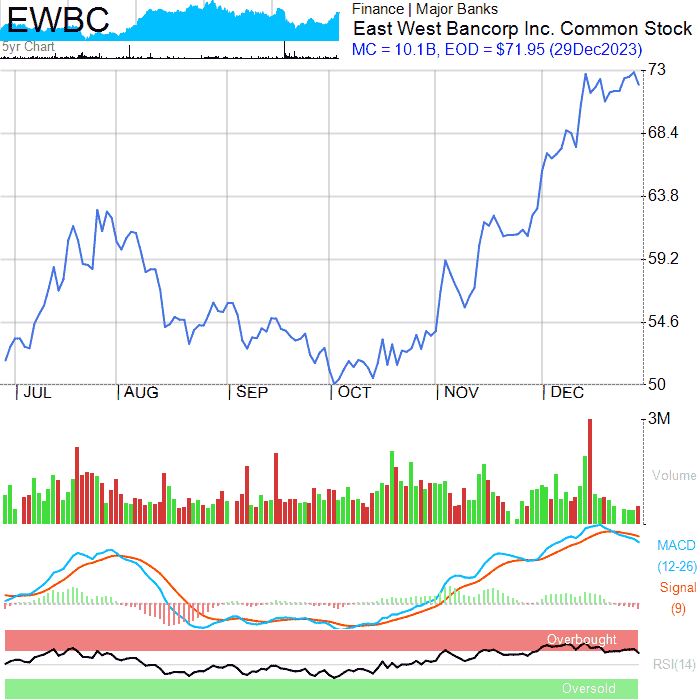 EWBC
5yr Chart
Finance | Major Banks
East West Bancorp Inc. Common Stock
MC = 10.1B, EOD = $71.95 (29Dec2023)
73
68.4
63.8
59.2
54.6
50
JUL
AUG
SEP
OCT
NOV
DEC
3M
Volume
MACD
(12-26)
Signal
(9)
Overbought
RSI(14)
Oversold